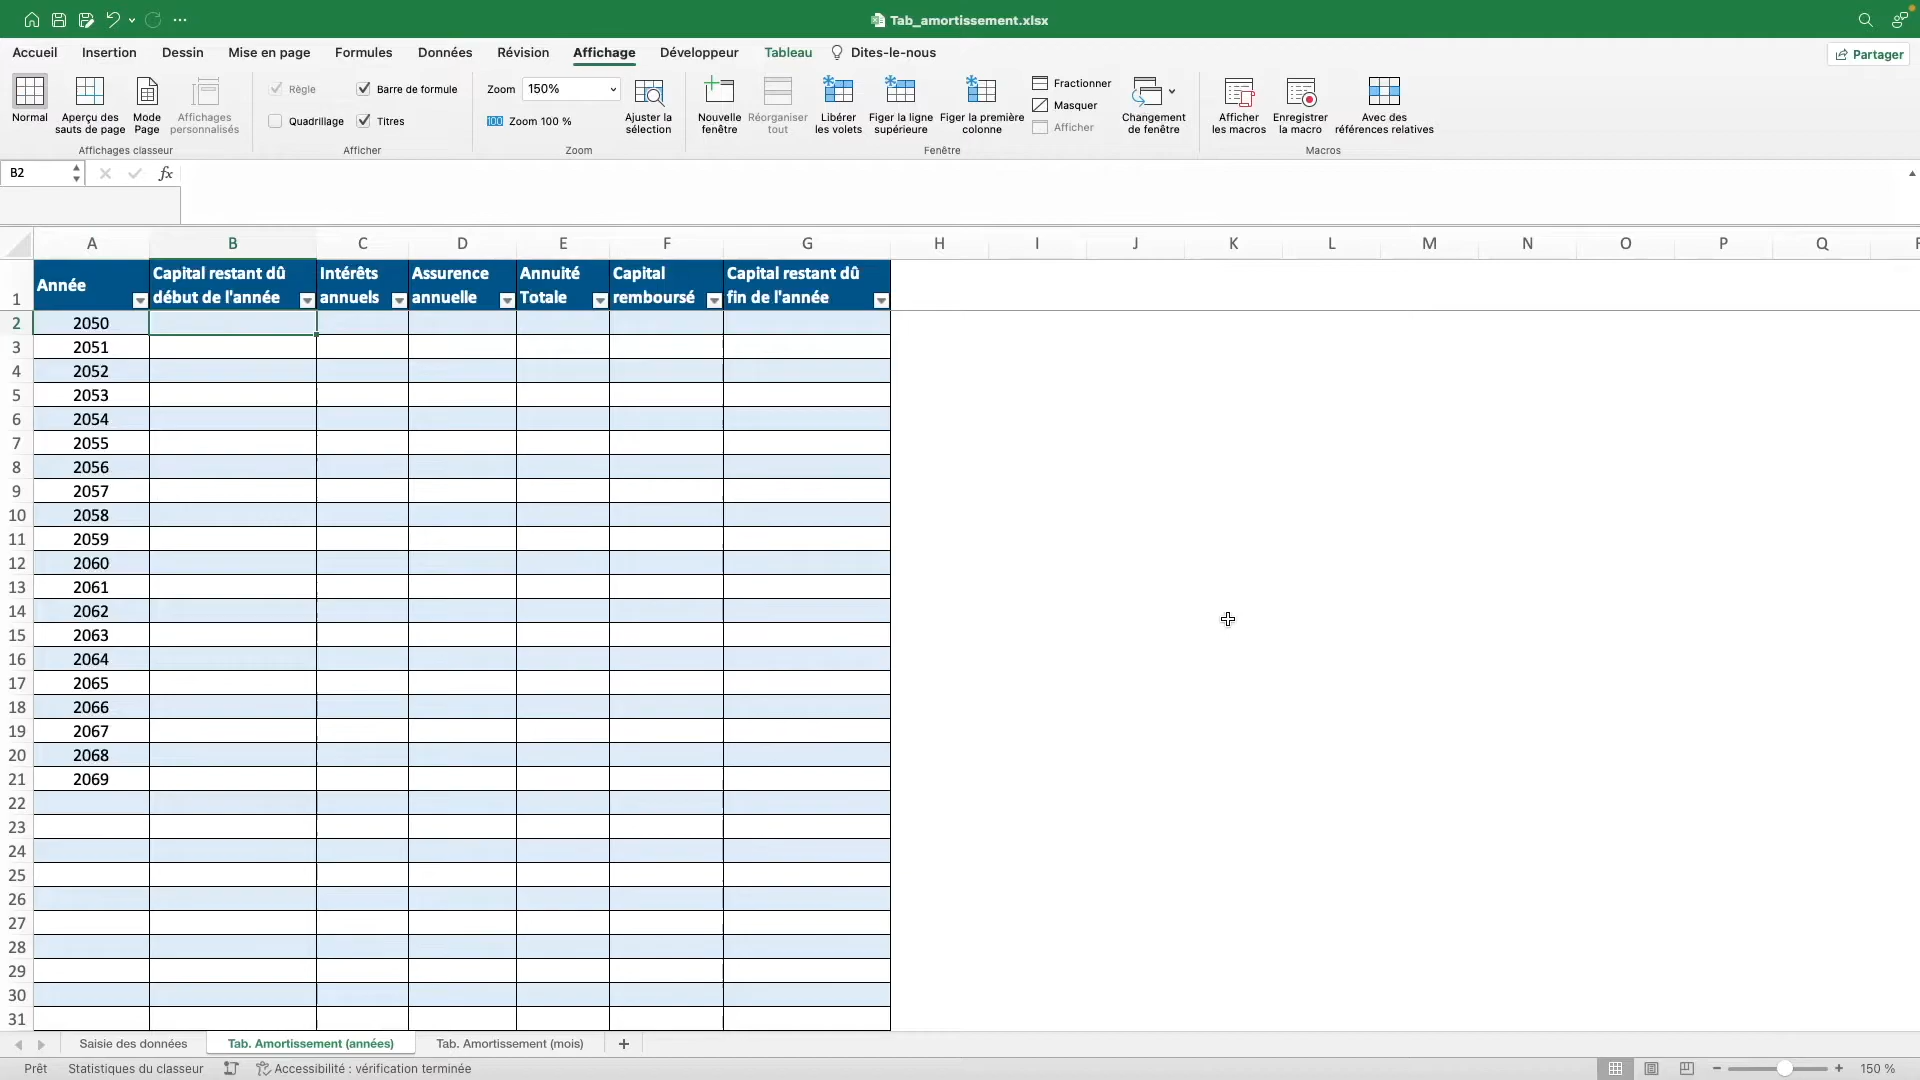 Tab_amortissement.xlsx
Accueil Insertion Dessin Mise en page Formules Données Révision Affichage Développeur Tableau Dites-le-nous Partager
Normal
Aperçu des
sauts de page
Mode
Page
Affichages
personnalisés
Affichages classeur
Règle
Barre de formule
Quadrillage
Titres
Afficher
Zoom 150%
100 Zoom 100 %
Ajuster la
sélection
Zoom
Nouvelle
fenêtre
Réorganiser
tout
Libérer
les volets
Figer la ligne
supérieure
Figer la première
colonne
Fractionner
Masquer
Afficher
Changement
de fenêtre
Fenêtre
Afficher
les macros
Enregistrer
la macro
Avec des
références relatives
Macros
B2 fx
A B C D E F G H I J K L M N O P Q
1 Année
Capital restant dû
début de l'année
Intérêts
annuels
Assurance
annuelle
Annuité
Totale
Capital
remboursé
Capital restant dû
fin de l'année
2 2050
3 2051
4 2052
5 2053
6 2054
7 2055
8 2056
9 2057
10 2058
11 2059
12 2060
13 2061
14 2062
15 2063
16 2064
17 2065
18 2066
19 2067
20 2068
21 2069
22
23
24
25
26
27
28
29
30
31
Saisie des données Tab. Amortissement (années) Tab. Amortissement (mois)
Prêt Statistiques du classeur Accessibilité : vérification terminée 150 %